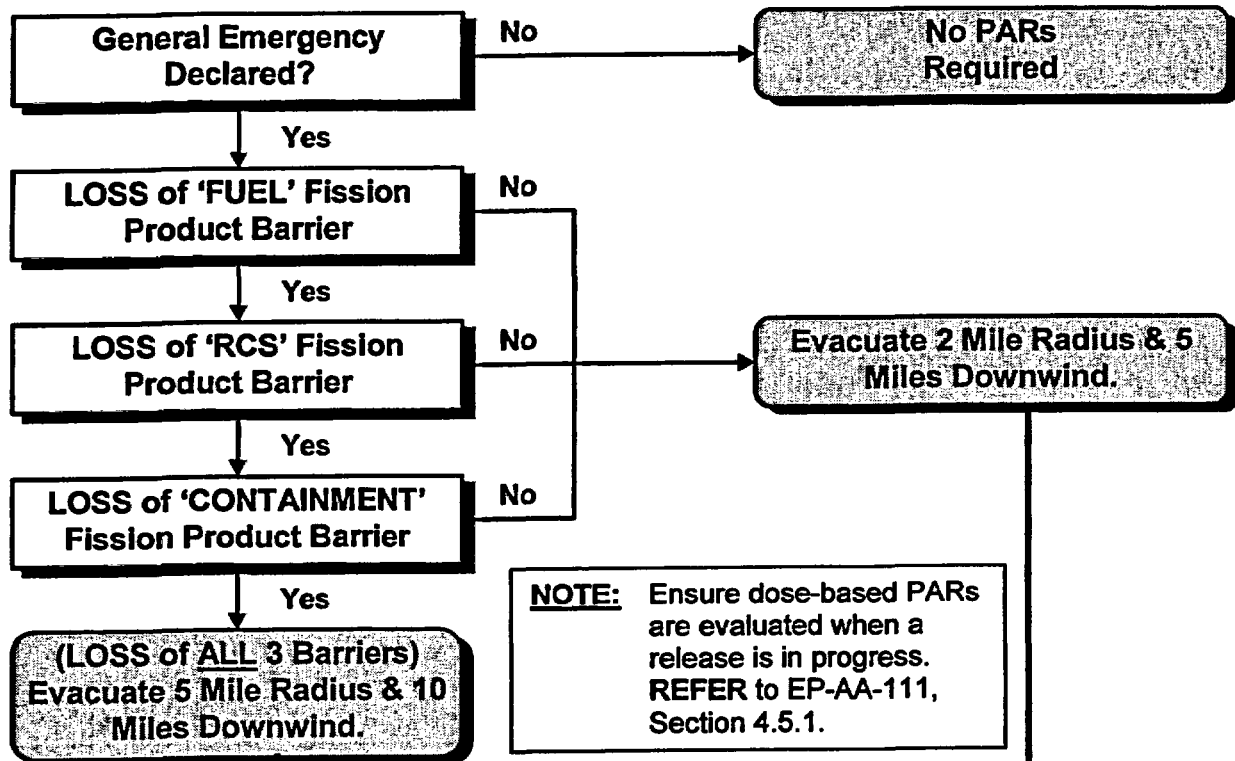 General Emergency
Declared?
No
No PARs
Required
Yes
LOSS of 'FUEL' Fission
Product Barrier
No
Yes
LOSS of 'RCS' Fission
Product Barrier
No
Evacuate 2 Mile Radius & 5
Miles Downwind.
Yes
LOSS of 'CONTAINMENT'
Fission Product Barrier
No
Yes
(LOSS of ALL 3 Barriers)
Evacuate 5 Mile Radius & 10
Miles Downwind.
NOTE: Ensure dose-based PARs
are evaluated when a
release is in progress.
REFER to EP-AA-111,
Section 4.5.1.